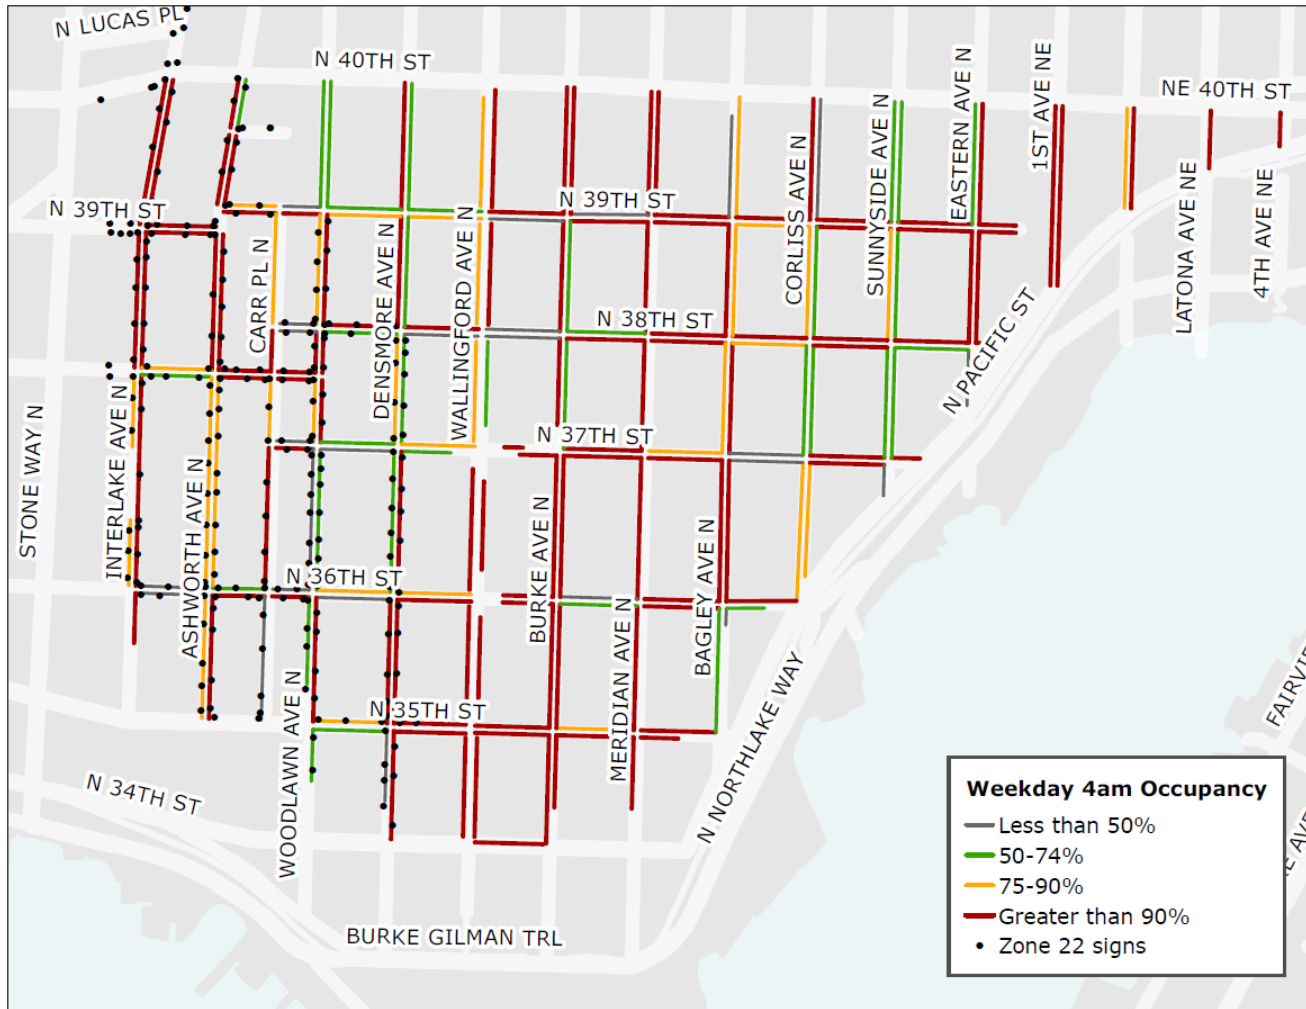 N LUCAS PL
N 40TH ST
NE 40TH ST
1ST AVE NE
EASTERN AVE N
SUNNYSIDE AVE N
CORLISS AVE N
N 39TH ST
N 39TH ST
LATONA AVE NE
4TH AVE NE
CARR PL N
DENSMORE AVE N
WALLINGFORD AVE N
N 38TH ST
N PACIFIC ST
STONE WAY N
INTERLAKE AVE N
ASHWORTH AVE N
N 37TH ST
N 36TH ST
BURKE AVE N
MERIDIAN AVE N
BAGLEY AVE N
WOODLAWN AVE N
N 35TH ST
N NORTHLAKE WAY
N 34TH ST
BURKE GILMAN TRL
FAIRVIE
E AVE
Weekday 4am Occupancy
Less than 50%
50-74%
75-90%
Greater than 90%
Zone 22 signs